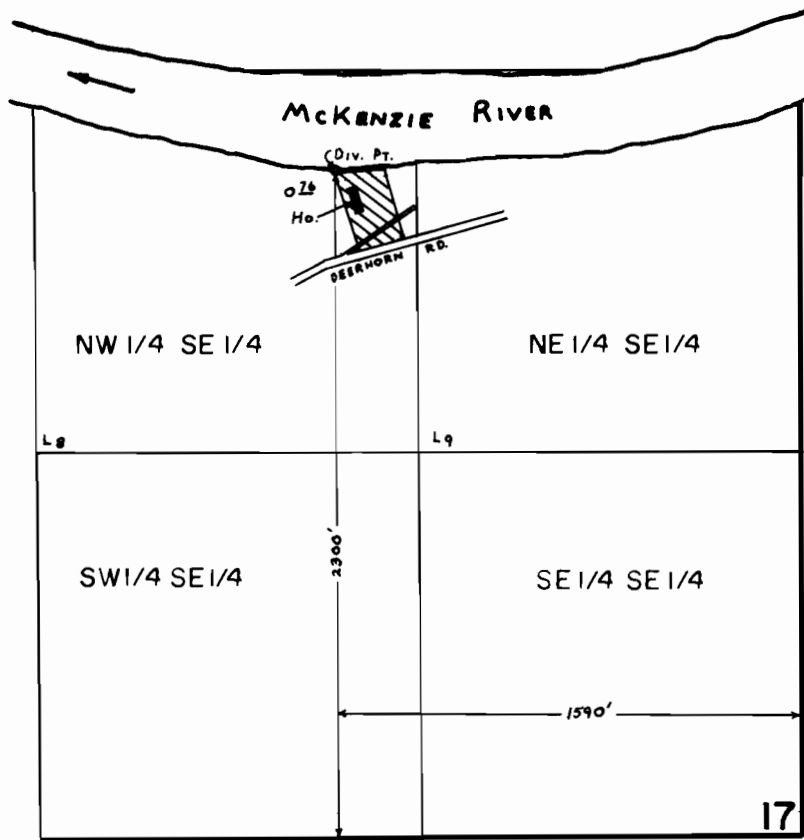 McKENZIE RIVER
DIV. PT.
0 76
Ho.
DEERHORN RD.
NW 1/4 SE 1/4
NE 1/4 SE 1/4
L8
L9
2300'
SW 1/4 SE 1/4
SE 1/4 SE 1/4
1590'
17